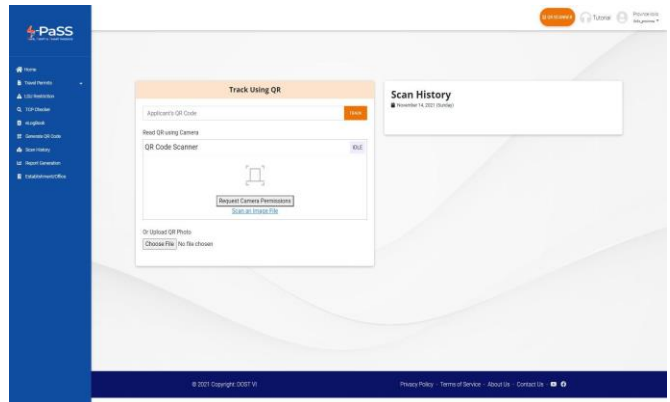 S-PaSS
QR SCANNER
Tutorial
Home
Travel Permits
LGU Restriction
TCP Checker
eLogBook
Generate QR Code
Scan History
Report Generation
Establishment/Office
Track Using QR
Applicant's QR Code
TRACK
Read QR using Camera
QR Code Scanner
IDLE
Request Camera Permissions
Scan an Image File
Or Upload QR Photo
Choose File No file chosen
Scan History
November 14, 2021 (Sunday)
© 2021 Copyright: DOST VI
Privacy Policy - Terms of Service - About Us - Contact Us -